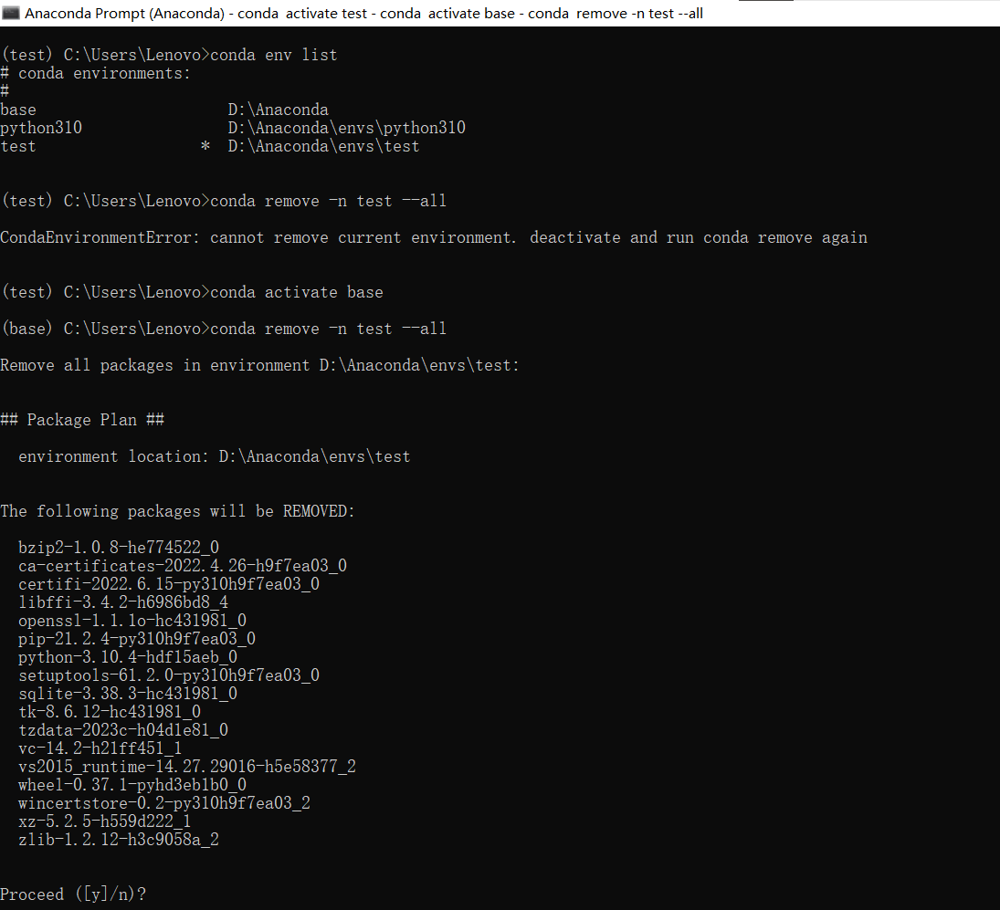 Anaconda Prompt (Anaconda) - conda  activate test - conda  activate base - conda  remove -n test --all
(test) C:\Users\Lenovo>conda env list
# conda environments:
#
base                     D:\Anaconda
python310                D:\Anaconda\envs\python310
test                  *  D:\Anaconda\envs\test
(test) C:\Users\Lenovo>conda remove -n test --all
CondaEnvironmentError: cannot remove current environment. deactivate and run conda remove again
(test) C:\Users\Lenovo>conda activate base
(base) C:\Users\Lenovo>conda remove -n test --all
Remove all packages in environment D:\Anaconda\envs\test:
## Package Plan ##
  environment location: D:\Anaconda\envs\test
The following packages will be REMOVED:
  bzip2-1.0.8-he774522_0
  ca-certificates-2022.4.26-h9f7ea03_0
  certifi-2022.6.15-py310h9f7ea03_0
  libffi-3.4.2-h6986bd8_4
  openssl-1.1.1o-hc431981_0
  pip-21.2.4-py310h9f7ea03_0
  python-3.10.4-hdf15aeb_0
  setuptools-61.2.0-py310h9f7ea03_0
  sqlite-3.38.3-hc431981_0
  tk-8.6.12-hc431981_0
  tzdata-2023c-h04d1e81_0
  vc-14.2-h21ff451_1
  vs2015_runtime-14.27.29016-h5e58377_2
  wheel-0.37.1-pyhd3eb1b0_0
  wincertstore-0.2-py310h9f7ea03_2
  xz-5.2.5-h559d222_1
  zlib-1.2.12-h3c9058a_2
Proceed ([y]/n)?